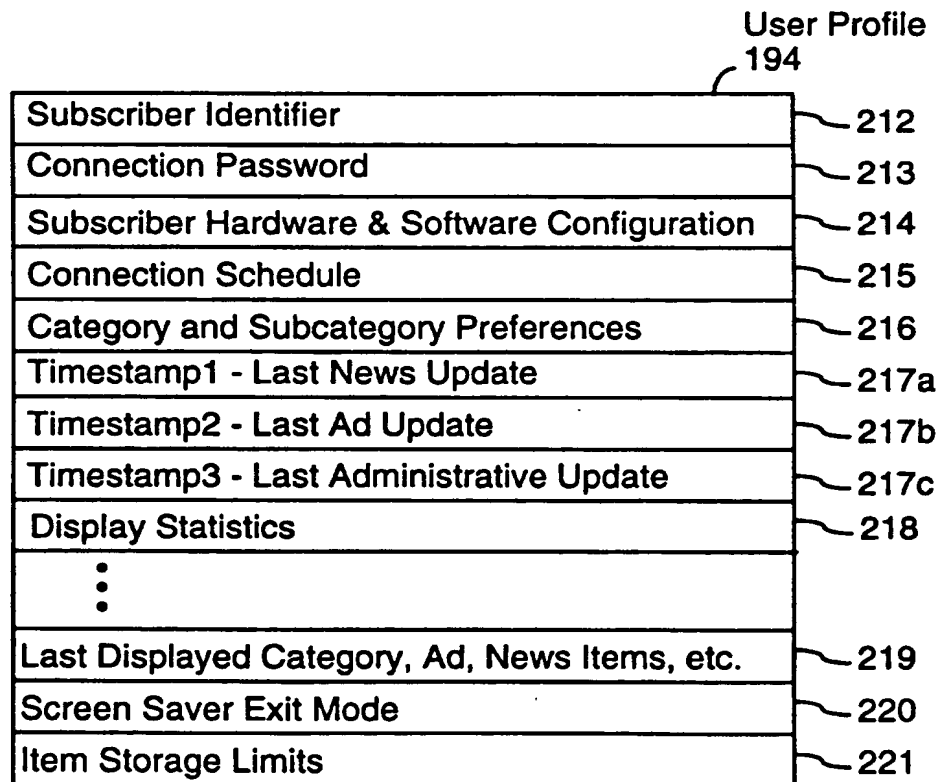 User Profile
194
Subscriber Identifier 212
Connection Password 213
Subscriber Hardware & Software Configuration 214
Connection Schedule 215
Category and Subcategory Preferences 216
Timestamp1 - Last News Update 217a
Timestamp2 - Last Ad Update 217b
Timestamp3 - Last Administrative Update 217c
Display Statistics 218
Last Displayed Category, Ad, News Items, etc. 219
Screen Saver Exit Mode 220
Item Storage Limits 221